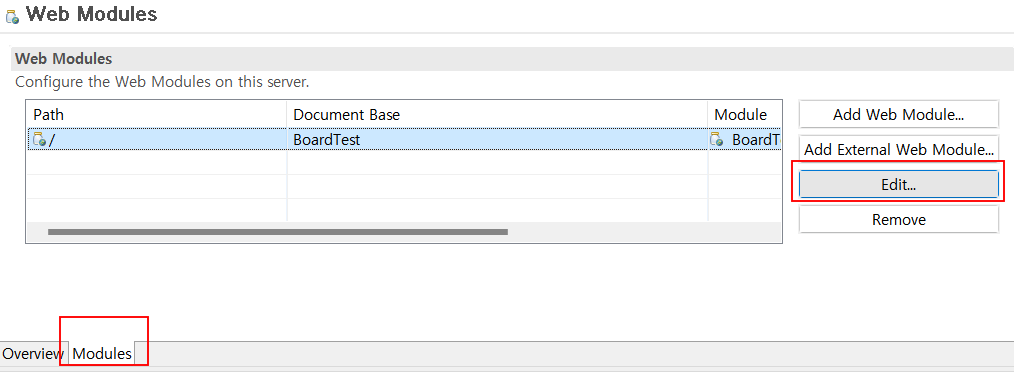 Web Modules
Web Modules
Configure the Web Modules on this server.
Path Document Base Module
/ BoardTest BoardT
Add Web Module...
Add External Web Module...
Edit...
Remove
Overview Modules